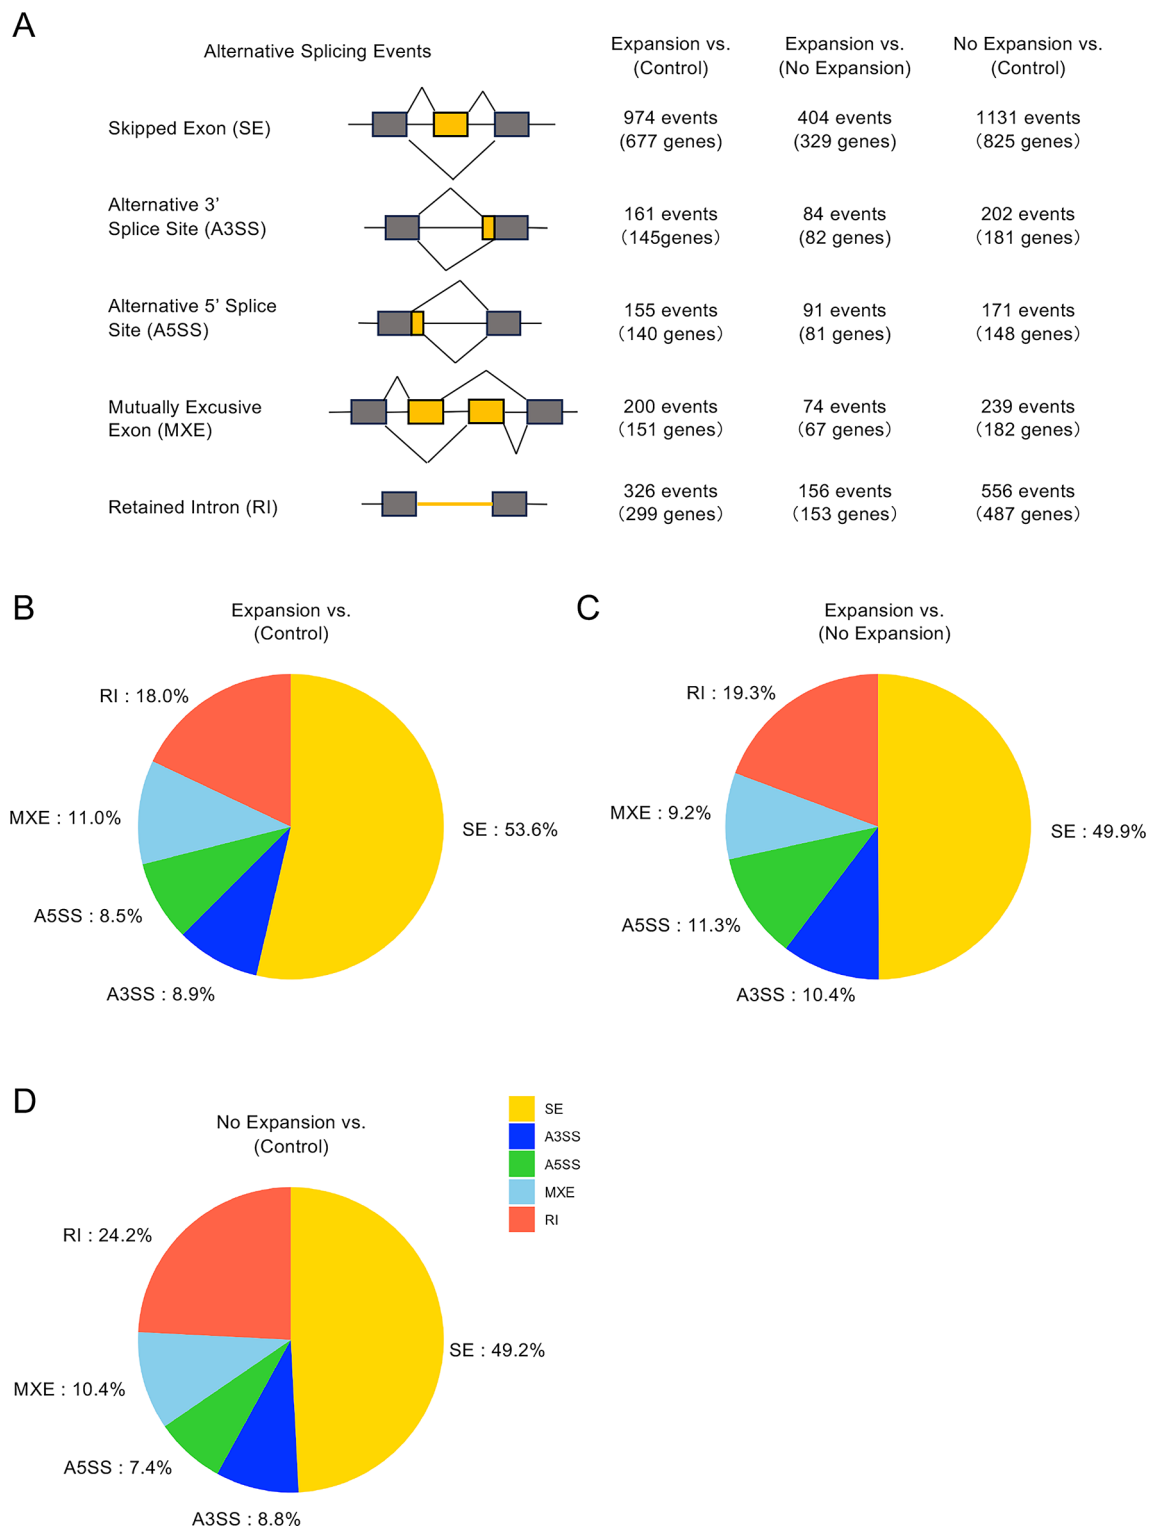 A
Alternative Splicing Events
Expansion vs.
(Control)
Expansion vs.
(No Expansion)
No Expansion vs.
(Control)
Skipped Exon (SE)
974 events
(677 genes)
404 events
(329 genes)
1131 events
(825 genes)
Alternative 3’
Splice Site (A3SS)
161 events
(145genes)
84 events
(82 genes)
202 events
(181 genes)
Alternative 5’ Splice
Site (A5SS)
155 events
(140 genes)
91 events
(81 genes)
171 events
(148 genes)
Mutually Excusive
Exon (MXE)
200 events
(151 genes)
74 events
(67 genes)
239 events
(182 genes)
Retained Intron (RI)
326 events
(299 genes)
156 events
(153 genes)
556 events
(487 genes)
B
Expansion vs.
(Control)
RI : 18.0%
MXE : 11.0%
SE : 53.6%
A5SS : 8.5%
A3SS : 8.9%
C
Expansion vs.
(No Expansion)
RI : 19.3%
MXE : 9.2%
SE : 49.9%
A5SS : 11.3%
A3SS : 10.4%
D
No Expansion vs.
(Control)
RI : 24.2%
SE : 49.2%
MXE : 10.4%
A5SS : 7.4%
A3SS : 8.8%
SE
A3SS
A5SS
MXE
RI